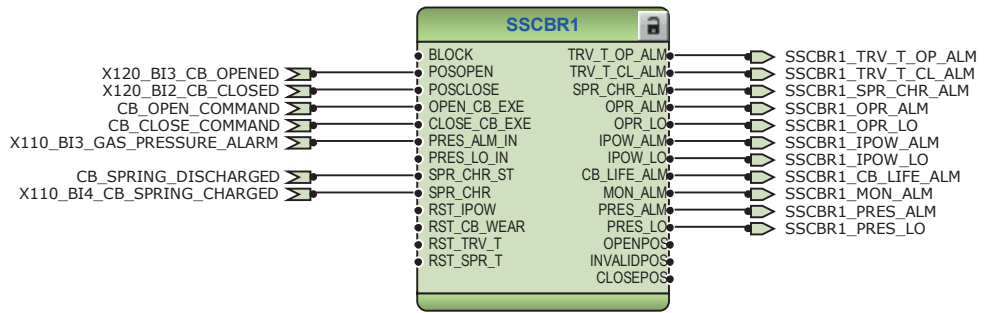 SSCBR1
BLOCK TRV_T_OP_ALM SSCBR1_TRV_T_OP_ALM
X120_BI3_CB_OPENED POSOPEN TRV_T_CL_ALM SSCBR1_TRV_T_CL_ALM
X120_BI2_CB_CLOSED POSCLOSE SPR_CHR_ALM SSCBR1_SPR_CHR_ALM
CB_OPEN_COMMAND OPEN_CB_EXE OPR_ALM SSCBR1_OPR_ALM
CB_CLOSE_COMMAND CLOSE_CB_EXE OPR_LO SSCBR1_OPR_LO
X110_BI3_GAS_PRESSURE_ALARM PRES_ALM_IN IPOW_ALM SSCBR1_IPOW_ALM
PRES_LO_IN IPOW_LO SSCBR1_IPOW_LO
CB_SPRING_DISCHARGED SPR_CHR_ST CB_LIFE_ALM SSCBR1_CB_LIFE_ALM
X110_BI4_CB_SPRING_CHARGED SPR_CHR MON_ALM SSCBR1_MON_ALM
RST_IPOW PRES_ALM SSCBR1_PRES_ALM
RST_CB_WEAR PRES_LO SSCBR1_PRES_LO
RST_TRV_T OPENPOS
RST_SPR_T INVALIDPOS
CLOSEPOS